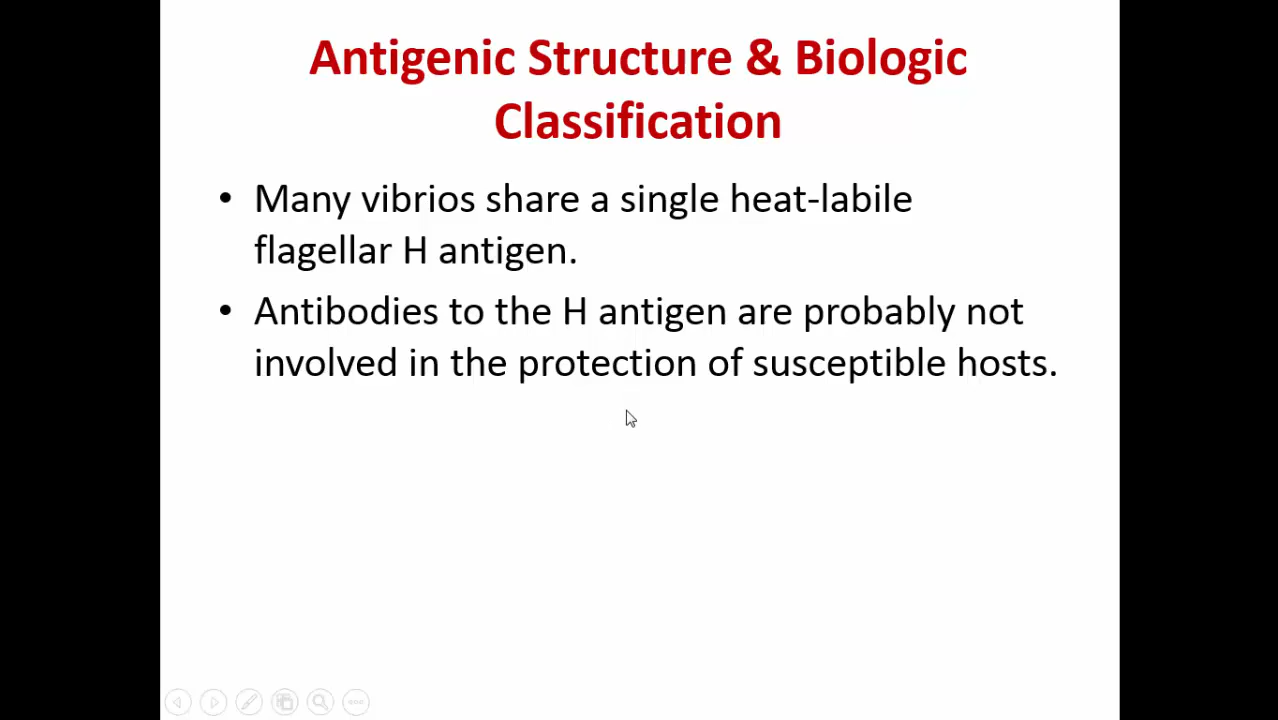 Antigenic Structure & Biologic
Classification
• Many vibrios share a single heat-labile
flagellar H antigen.
• Antibodies to the H antigen are probably not
involved in the protection of susceptible hosts.